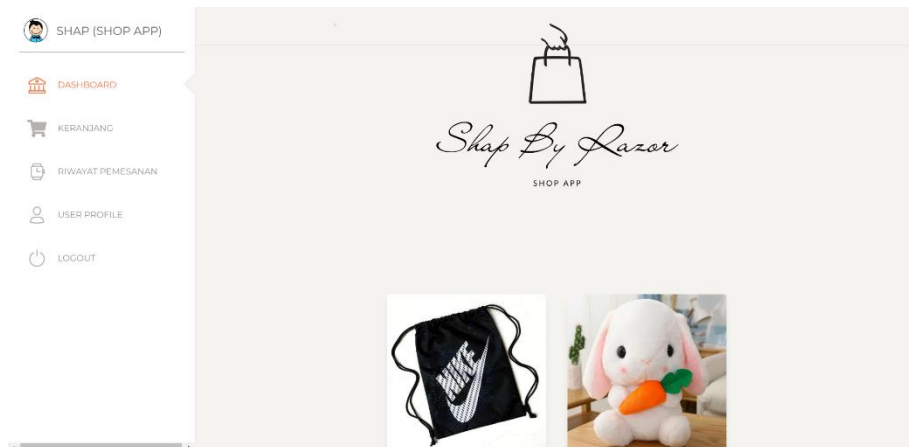 SHAP (SHOP APP)
DASHBOARD
KERANJANG
RIWAYAT PEMESANAN
USER PROFILE
LOGOUT
Shap By Razor
SHOP APP
NIKE